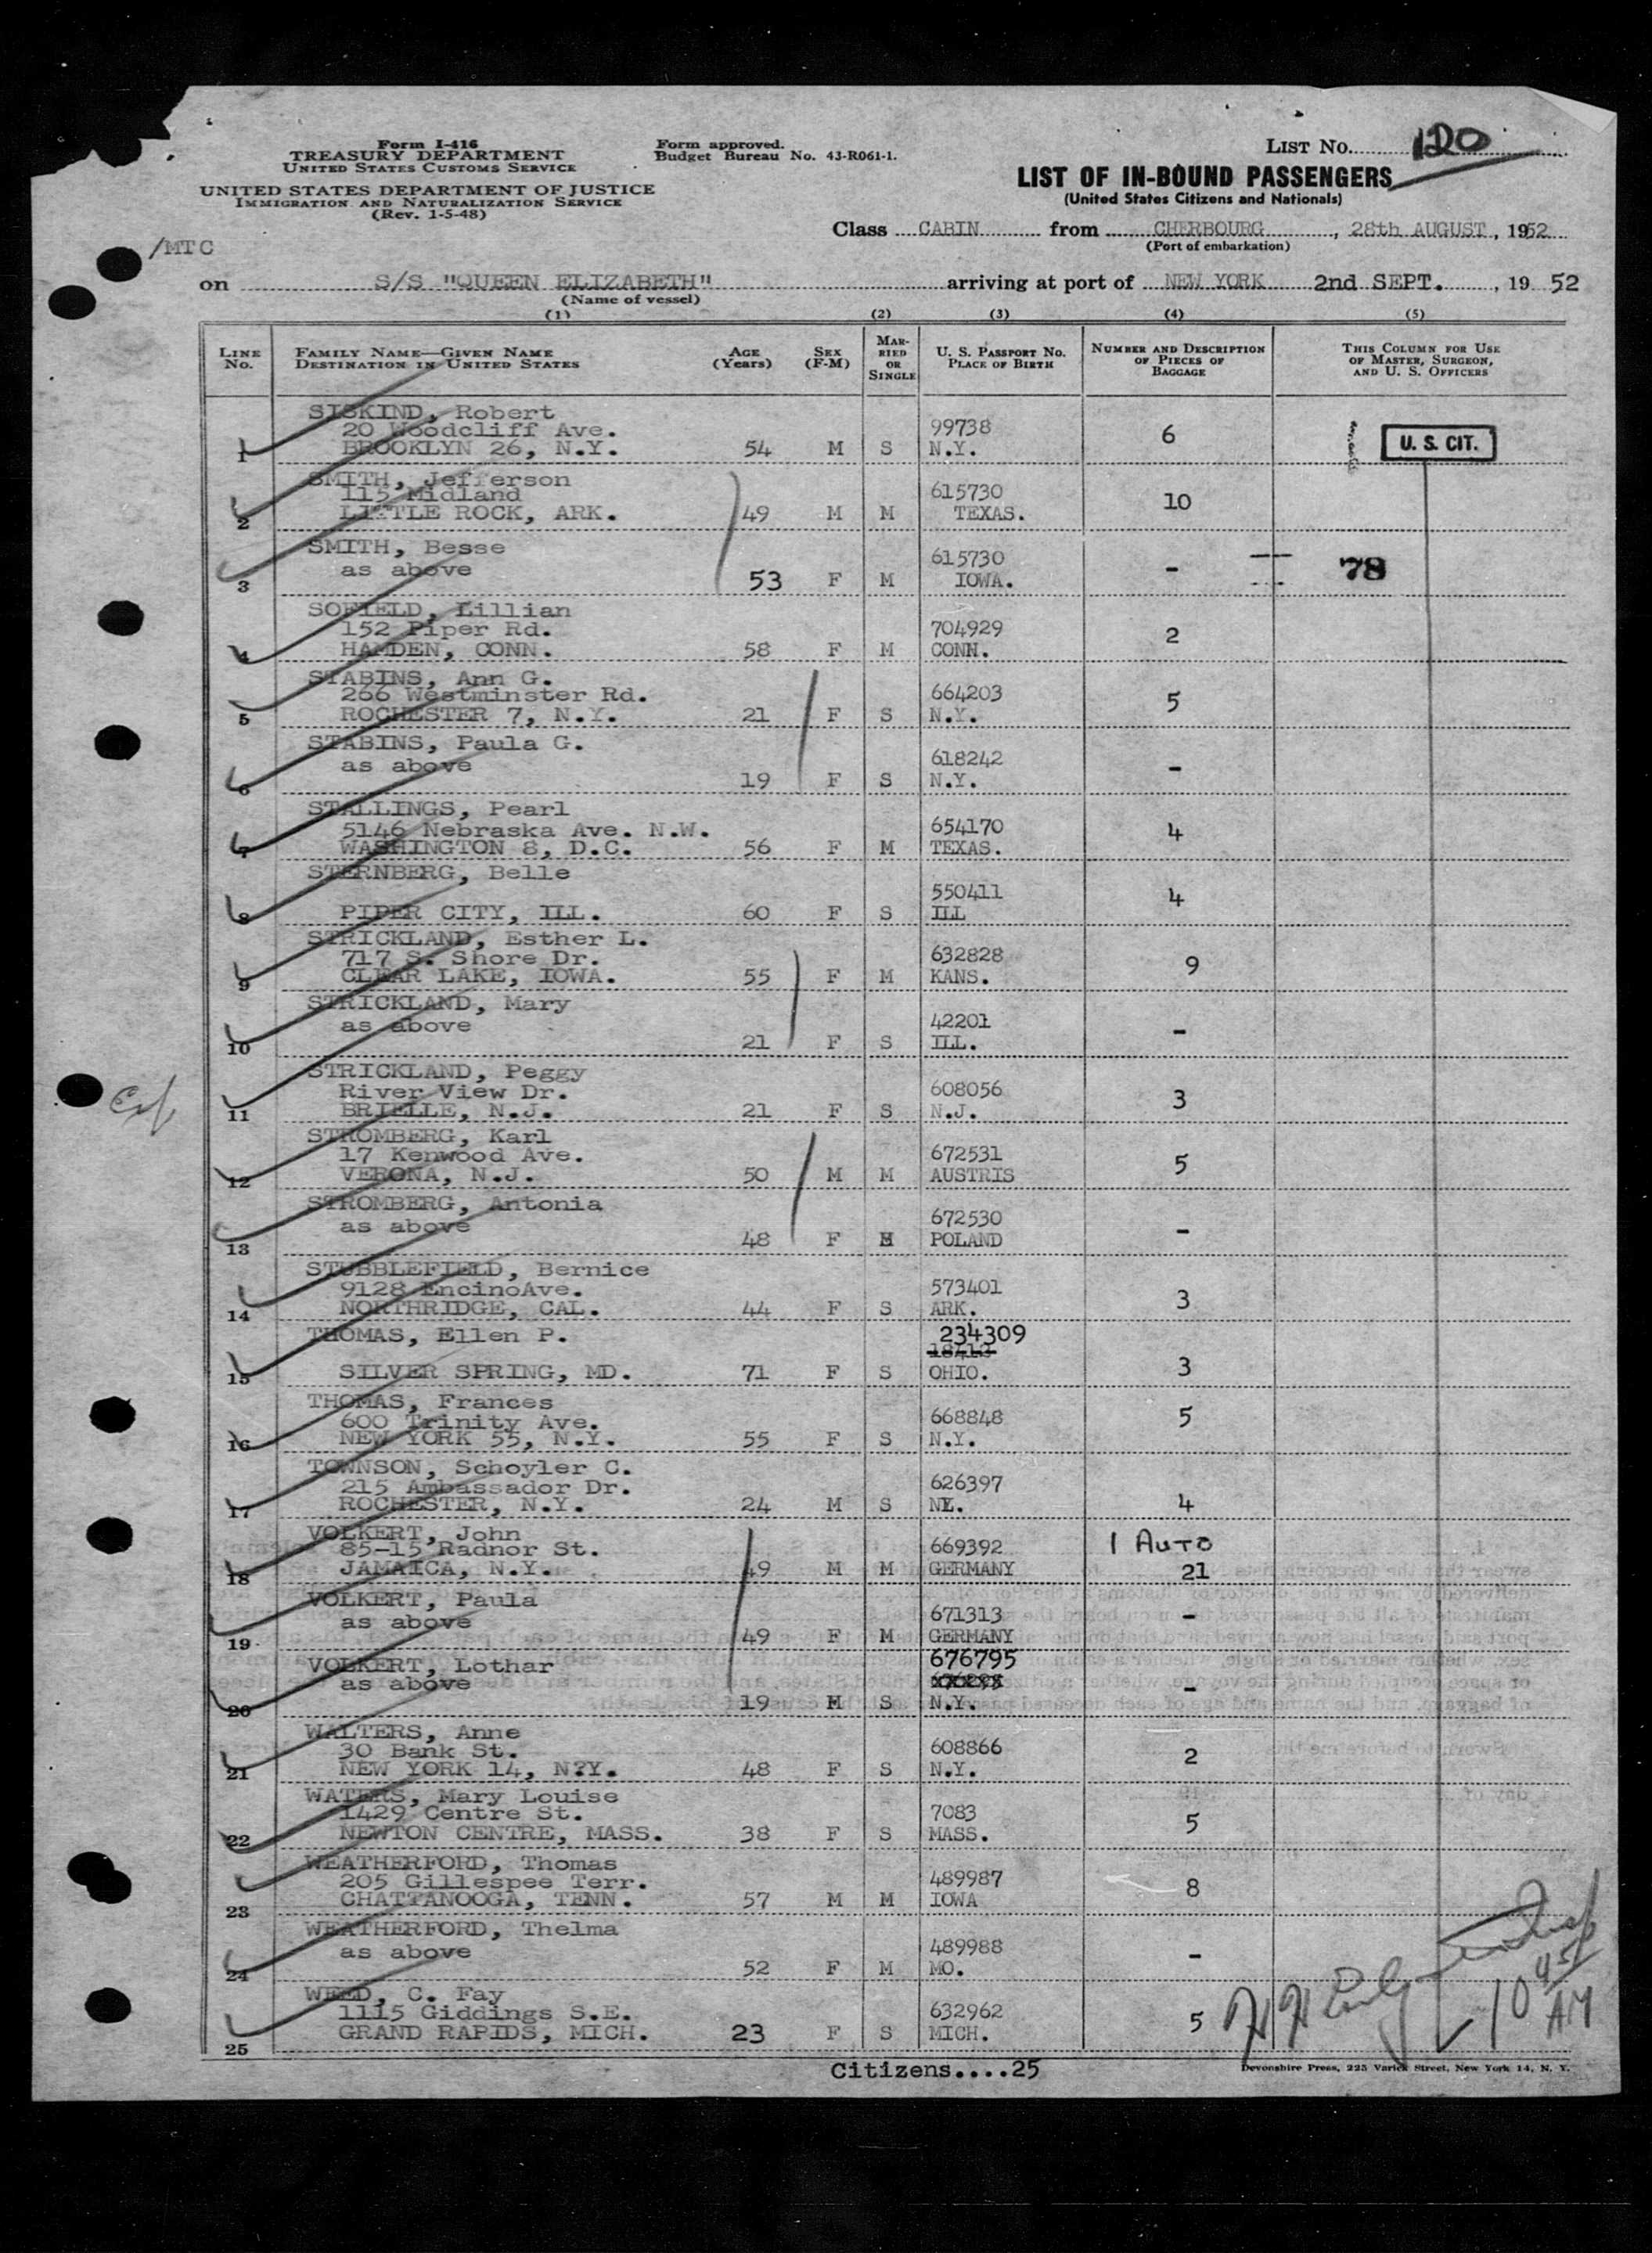 Form I-416
TREASURY DEPARTMENT
UNITED STATES CUSTOMS SERVICE
UNITED STATES DEPARTMENT OF JUSTICE
IMMIGRATION AND NATURALIZATION SERVICE
(Rev. 1-5-48)
Form approved.
Budget Bureau No. 43-R061-1.
LIST NO. 120
LIST OF IN-BOUND PASSENGERS
(United States Citizens and Nationals)
/MTC
Class CABIN from CHERBOURG, 28th AUGUST, 1952
(Port of embarkation)
on S/S "QUEEN ELIZABETH" arriving at port of NEW YORK 2nd SEPT., 19 52
(Name of vessel)
(1) (2) (3) (4) (5)
LINE NO. FAMILY NAME—GIVEN NAME DESTINATION IN UNITED STATES AGE (Years) SEX (F-M) MARRIED OR SINGLE U. S. PASSPORT NO. PLACE OF BIRTH NUMBER AND DESCRIPTION OF PIECES OF BAGGAGE THIS COLUMN FOR USE OF MASTER, SURGEON, AND U. S. OFFICERS
SISKIND, Robert
20 Woodcliff Ave. 99738 6 U. S. CIT.
1 BROOKLYN 26, N.Y. 54 M S N.Y.
SMITH, Jefferson
115 Midland 615730 10
2 LITTLE ROCK, ARK. 49 M M TEXAS.
SMITH, Besse 615730
as above - 78
3 53 F M IOWA.
SOFIELD, Lillian
152 Piper Rd. 704929 2
4 HAMDEN, CONN. 58 F M CONN.
STABINS, Ann G.
266 Westminster Rd. 664203 5
5 ROCHESTER 7, N.Y. 21 F S N.Y.
STABINS, Paula G. 618242
as above -
6 19 F S N.Y.
STALLINGS, Pearl
5146 Nebraska Ave. N.W. 654170 4
7 WASHINGTON 8, D.C. 56 F M TEXAS.
STERNBERG, Belle
550411 4
8 PIPER CITY, ILL. 60 F S ILL
STRICKLAND, Esther L.
717 S. Shore Dr. 632828 9
9 CLEAR LAKE, IOWA. 55 F M KANS.
STRICKLAND, Mary
as above 42201 -
10 21 F S ILL.
STRICKLAND, Peggy
River View Dr. 608056 3
11 BRIELLE, N.J. 21 F S N.J.
STROMBERG, Karl
17 Kenwood Ave. 672531 5
12 VERONA, N.J. 50 M M AUSTRIS
STROMBERG, Antonia
as above 672530 -
13 48 F M POLAND
STUBBLEFIELD, Bernice
9128 EncinoAve. 573401 3
14 NORTHRIDGE, CAL. 44 F S ARK.
THOMAS, Ellen P. 234309
18412
15 SILVER SPRING, MD. 71 F S OHIO. 3
THOMAS, Frances
600 Trinity Ave. 668848 5
16 NEW YORK 55, N.Y. 55 F S N.Y.
TOWNSON, Schoyler C.
215 Ambassador Dr. 626397
17 ROCHESTER, N.Y. 24 M S NY. 4
VOLKERT, John
85-15 Radnor St. 669392 1 AUTO
18 JAMAICA, N.Y. 49 M M GERMANY 21
VOLKERT, Paula
as above 671313 -
19 49 F M GERMANY
VOLKERT, Lothar 676795
as above -
20 19 M S N.Y.
WALTERS, Anne
30 Bank St. 608866 2
21 NEW YORK 14, N?Y. 48 F S N.Y.
WATERS, Mary Louise
1429 Centre St. 7083 5
22 NEWTON CENTRE, MASS. 38 F S MASS.
WEATHERFORD, Thomas
205 Gillespee Terr. 489987 8
23 CHATTANOOGA, TENN. 57 M M IOWA
WEATHERFORD, Thelma
as above 489988 -
24 52 F M MO.
WEED, C. Fay
1115 Giddings S.E. 632962 5
25 GRAND RAPIDS, MICH. 23 F S MICH.
10 45 AM
Citizens....25
Devonshire Press, 225 Varick Street, New York 14, N. Y.